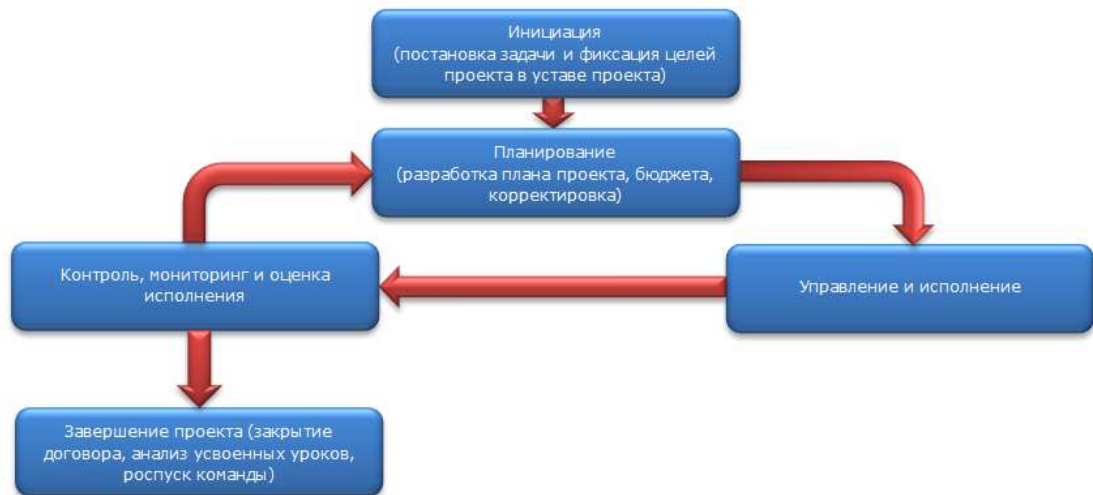 Инициация
(постановка задачи и фиксация целей
проекта в уставе проекта)
Планирование
(разработка плана проекта, бюджета,
корректировка)
Контроль, мониторинг и оценка
исполнения
Управление и исполнение
Завершение проекта (закрытие
договора, анализ усвоенных уроков,
роспуск команды)